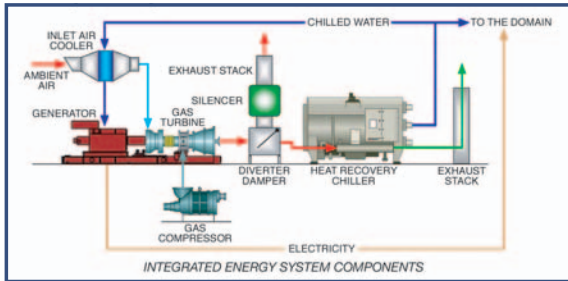 CHILLED WATER
TO THE DOMAIN
INLET AIR
COOLER
AMBIENT
AIR
EXHAUST STACK
SILENCER
GENERATOR
GAS
TURBINE
DIVERTER
DAMPER
HEAT RECOVERY
CHILLER
EXHAUST
STACK
GAS
COMPRESSOR
ELECTRICITY
INTEGRATED ENERGY SYSTEM COMPONENTS